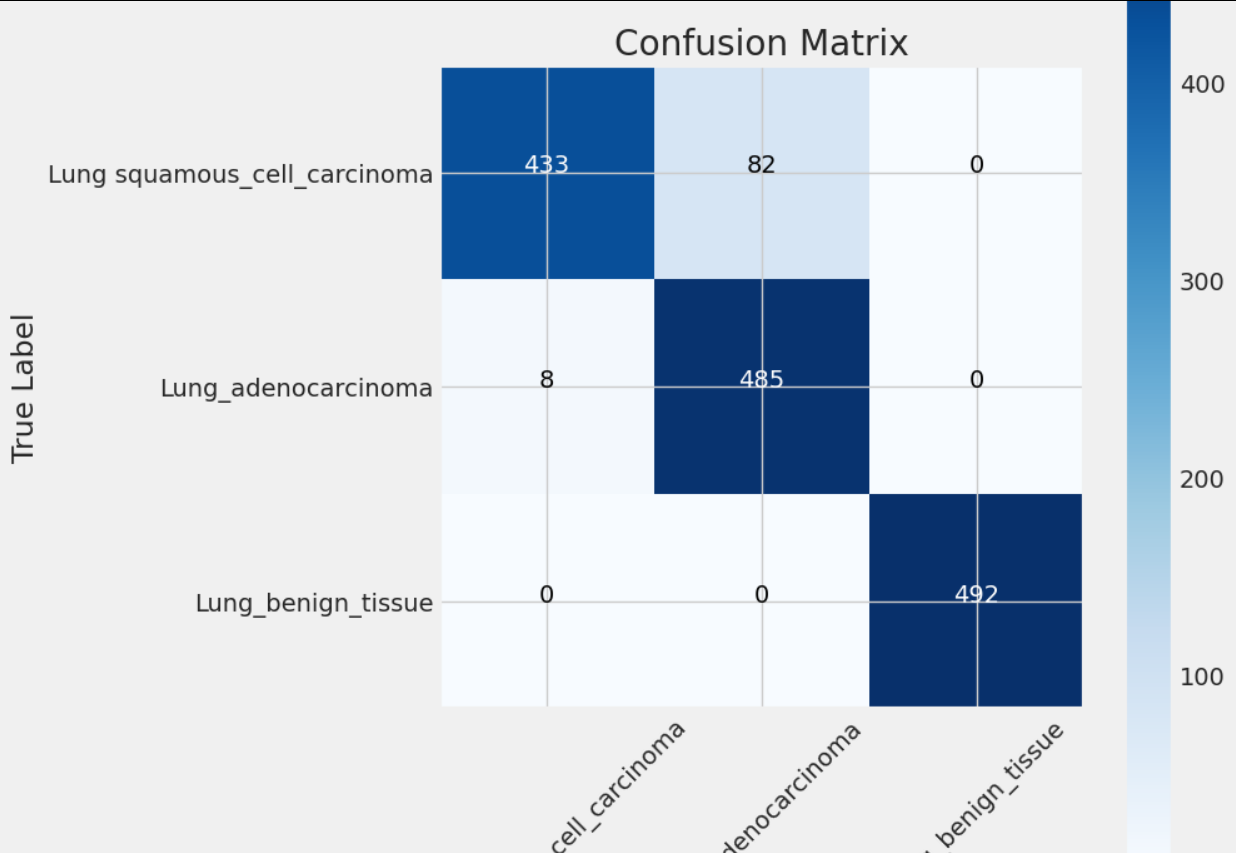 Confusion Matrix
400
Lung squamous_cell_carcinoma
433 82 0
300
True Label
Lung_adenocarcinoma
8 485 0
200
Lung_benign_tissue
0 0 492
100
cell_carcinoma
denocarcinoma
benign_tissue